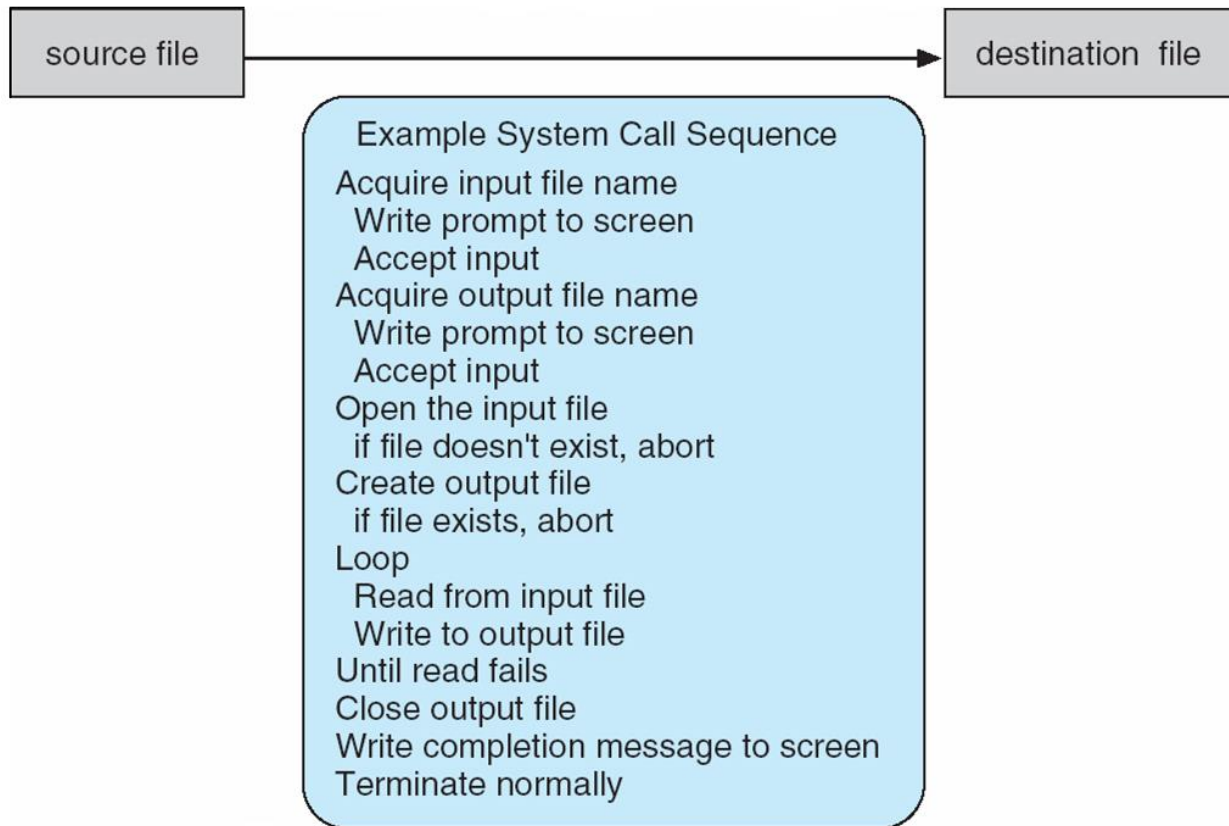 source file
destination file
Example System Call Sequence
Acquire input file name
Write prompt to screen
Accept input
Acquire output file name
Write prompt to screen
Accept input
Open the input file
if file doesn't exist, abort
Create output file
if file exists, abort
Loop
Read from input file
Write to output file
Until read fails
Close output file
Write completion message to screen
Terminate normally